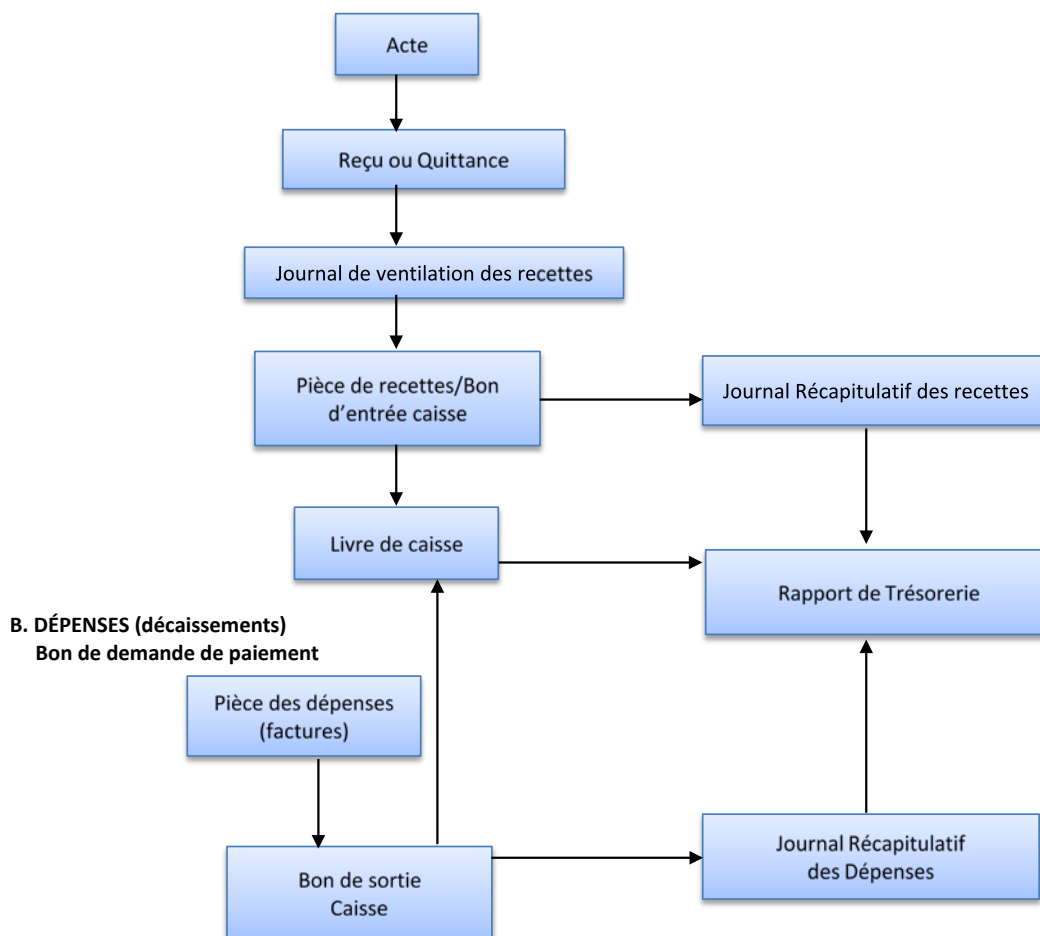 Acte
Reçu ou Quittance
Journal de ventilation des recettes
Pièce de recettes/Bon
d’entrée caisse
Journal Récapitulatif des recettes
Livre de caisse
Rapport de Trésorerie
B. DÉPENSES (décaissements)
Bon de demande de paiement
Pièce des dépenses
(factures)
Bon de sortie
Caisse
Journal Récapitulatif
des Dépenses